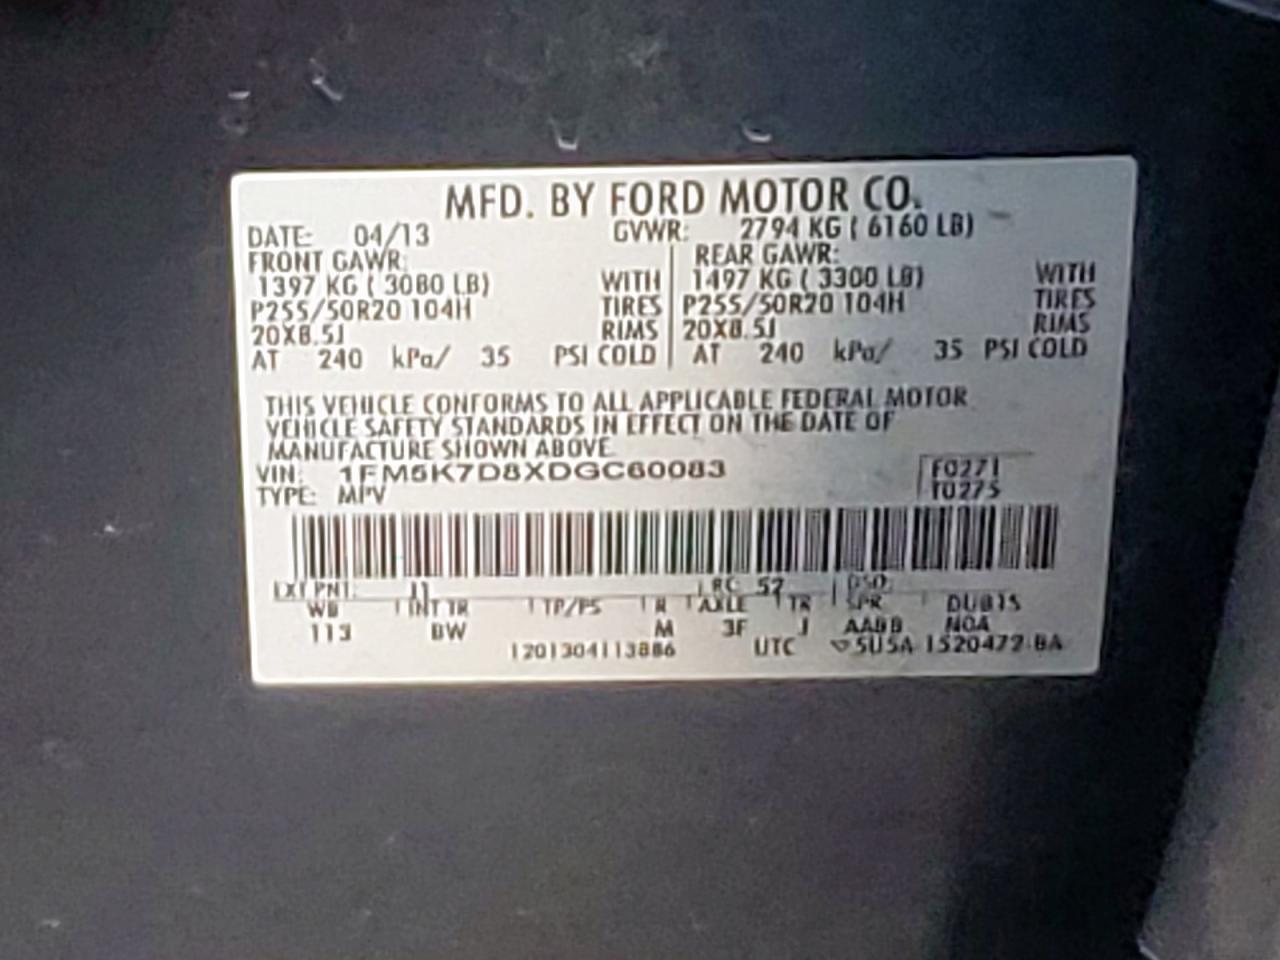 MFD. BY FORD MOTOR CO.
DATE: 04/13 GVWR: 2794 KG ( 6160 LB)
FRONT GAWR: REAR GAWR:
1397 KG ( 3080 LB) WITH 1497 KG ( 3300 LB) WITH
P255/50R20 104H TIRES P255/50R20 104H TIRES
20X8.5J RIMS 20X8.5J RIMS
AT 240 kPa/ 35 PSI COLD AT 240 kPa/ 35 PSI COLD
THIS VEHICLE CONFORMS TO ALL APPLICABLE FEDERAL MOTOR
VEHICLE SAFETY STANDARDS IN EFFECT ON THE DATE OF
MANUFACTURE SHOWN ABOVE.
VIN: 1FM5K7D8XDGC60083 F0271
TYPE: MPV T0275
EXT PNT: RC: 52 DSO:
WB INT TR TP/PS R AXLE TR SPR DUB15
113 BW M 3F J AABB N0A
1201304113886 UTC 5U5A 1520472-BA